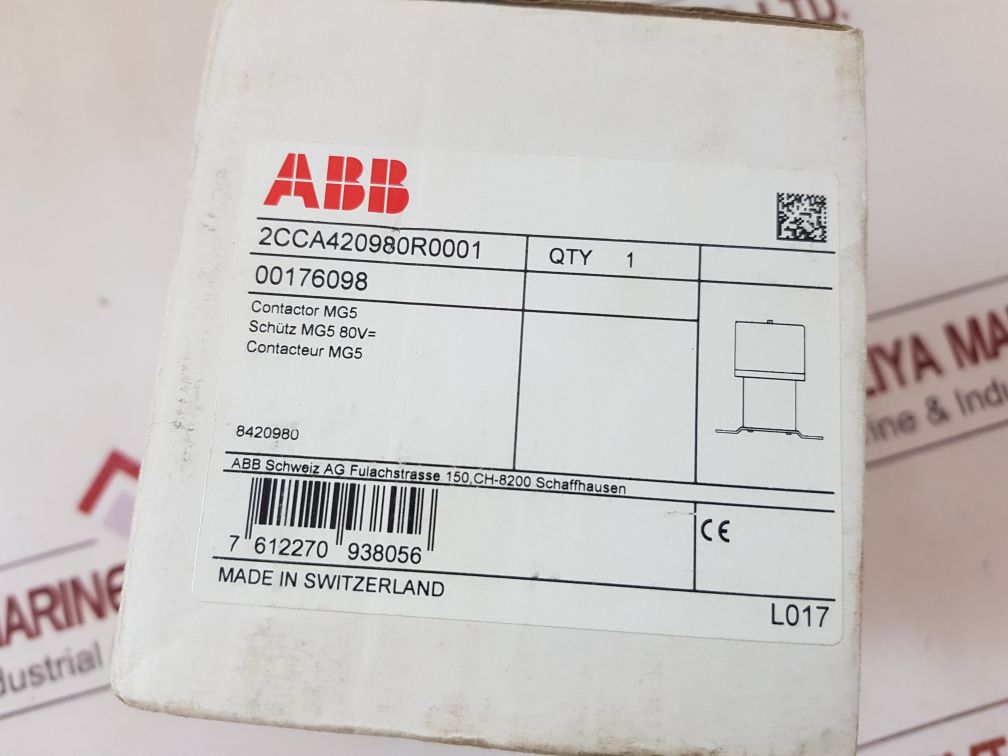 LTD.
ABB
2CCA420980R0001
QTY 1
00176098
Contactor MG5
Schütz MG5 80V=
Contacteur MG5
8420980
ABB Schweiz AG Fulachstrasse 150,CH-8200 Schaffhausen
7 612270 938056
CE
MADE IN SWITZERLAND
L017